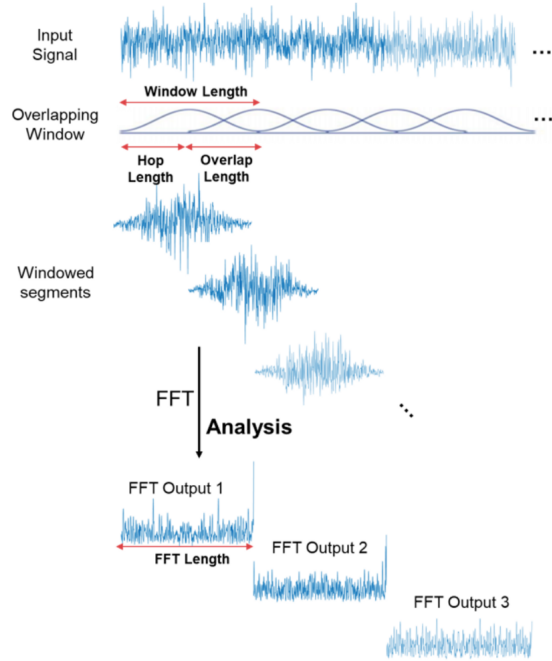 Input
Signal
...
Window Length
Overlapping
Window
...
Hop
Length
Overlap
Length
Windowed
segments
...
FFT
Analysis
FFT Output 1
FFT Length
FFT Output 2
FFT Output 3